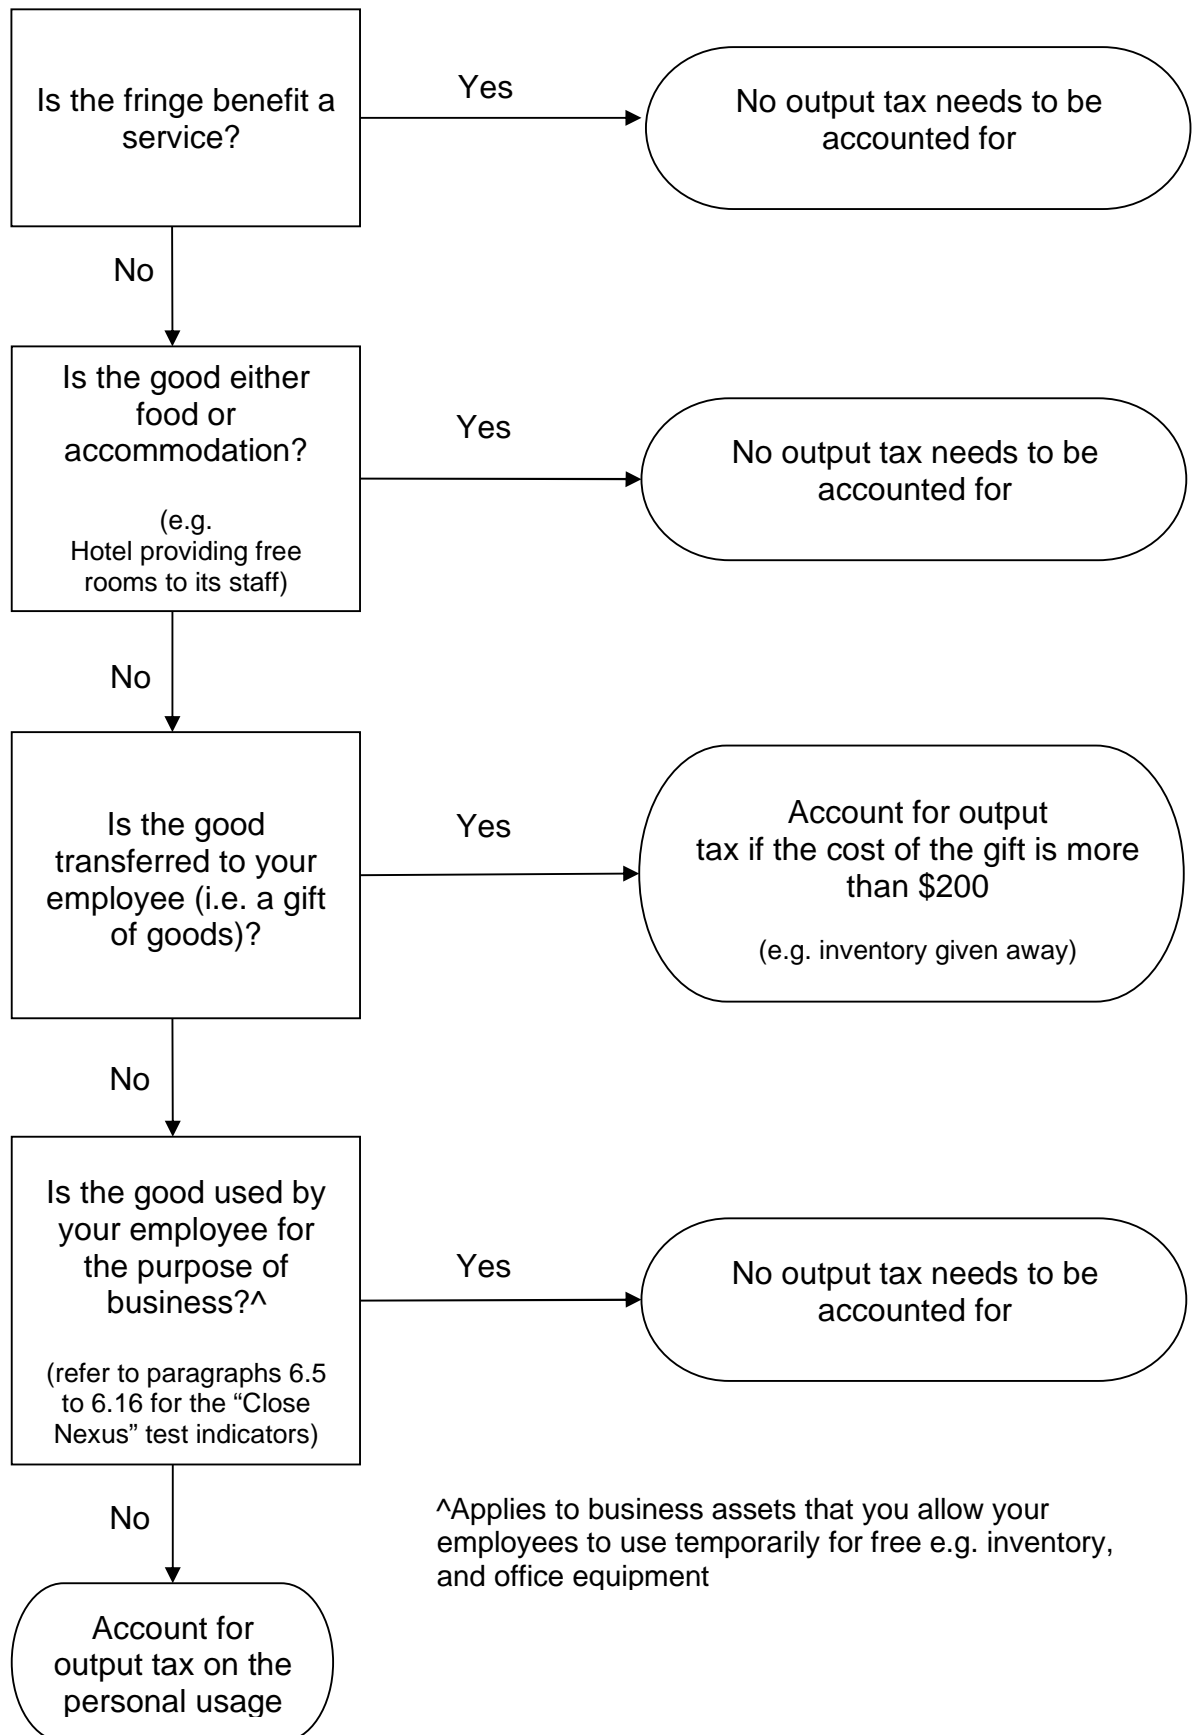 Is the fringe benefit a
service?
Yes
No output tax needs to be
accounted for
No
Is the good either
food or
accommodation?
(e.g.
Hotel providing free
rooms to its staff)
Yes
No output tax needs to be
accounted for
No
Is the good
transferred to your
employee (i.e. a gift
of goods)?
Yes
Account for output
tax if the cost of the gift is more
than $200
(e.g. inventory given away)
No
Is the good used by
your employee for
the purpose of
business?^
(refer to paragraphs 6.5
to 6.16 for the “Close
Nexus” test indicators)
Yes
No output tax needs to be
accounted for
No
^Applies to business assets that you allow your
employees to use temporarily for free e.g. inventory,
and office equipment
Account for
output tax on the
personal usage